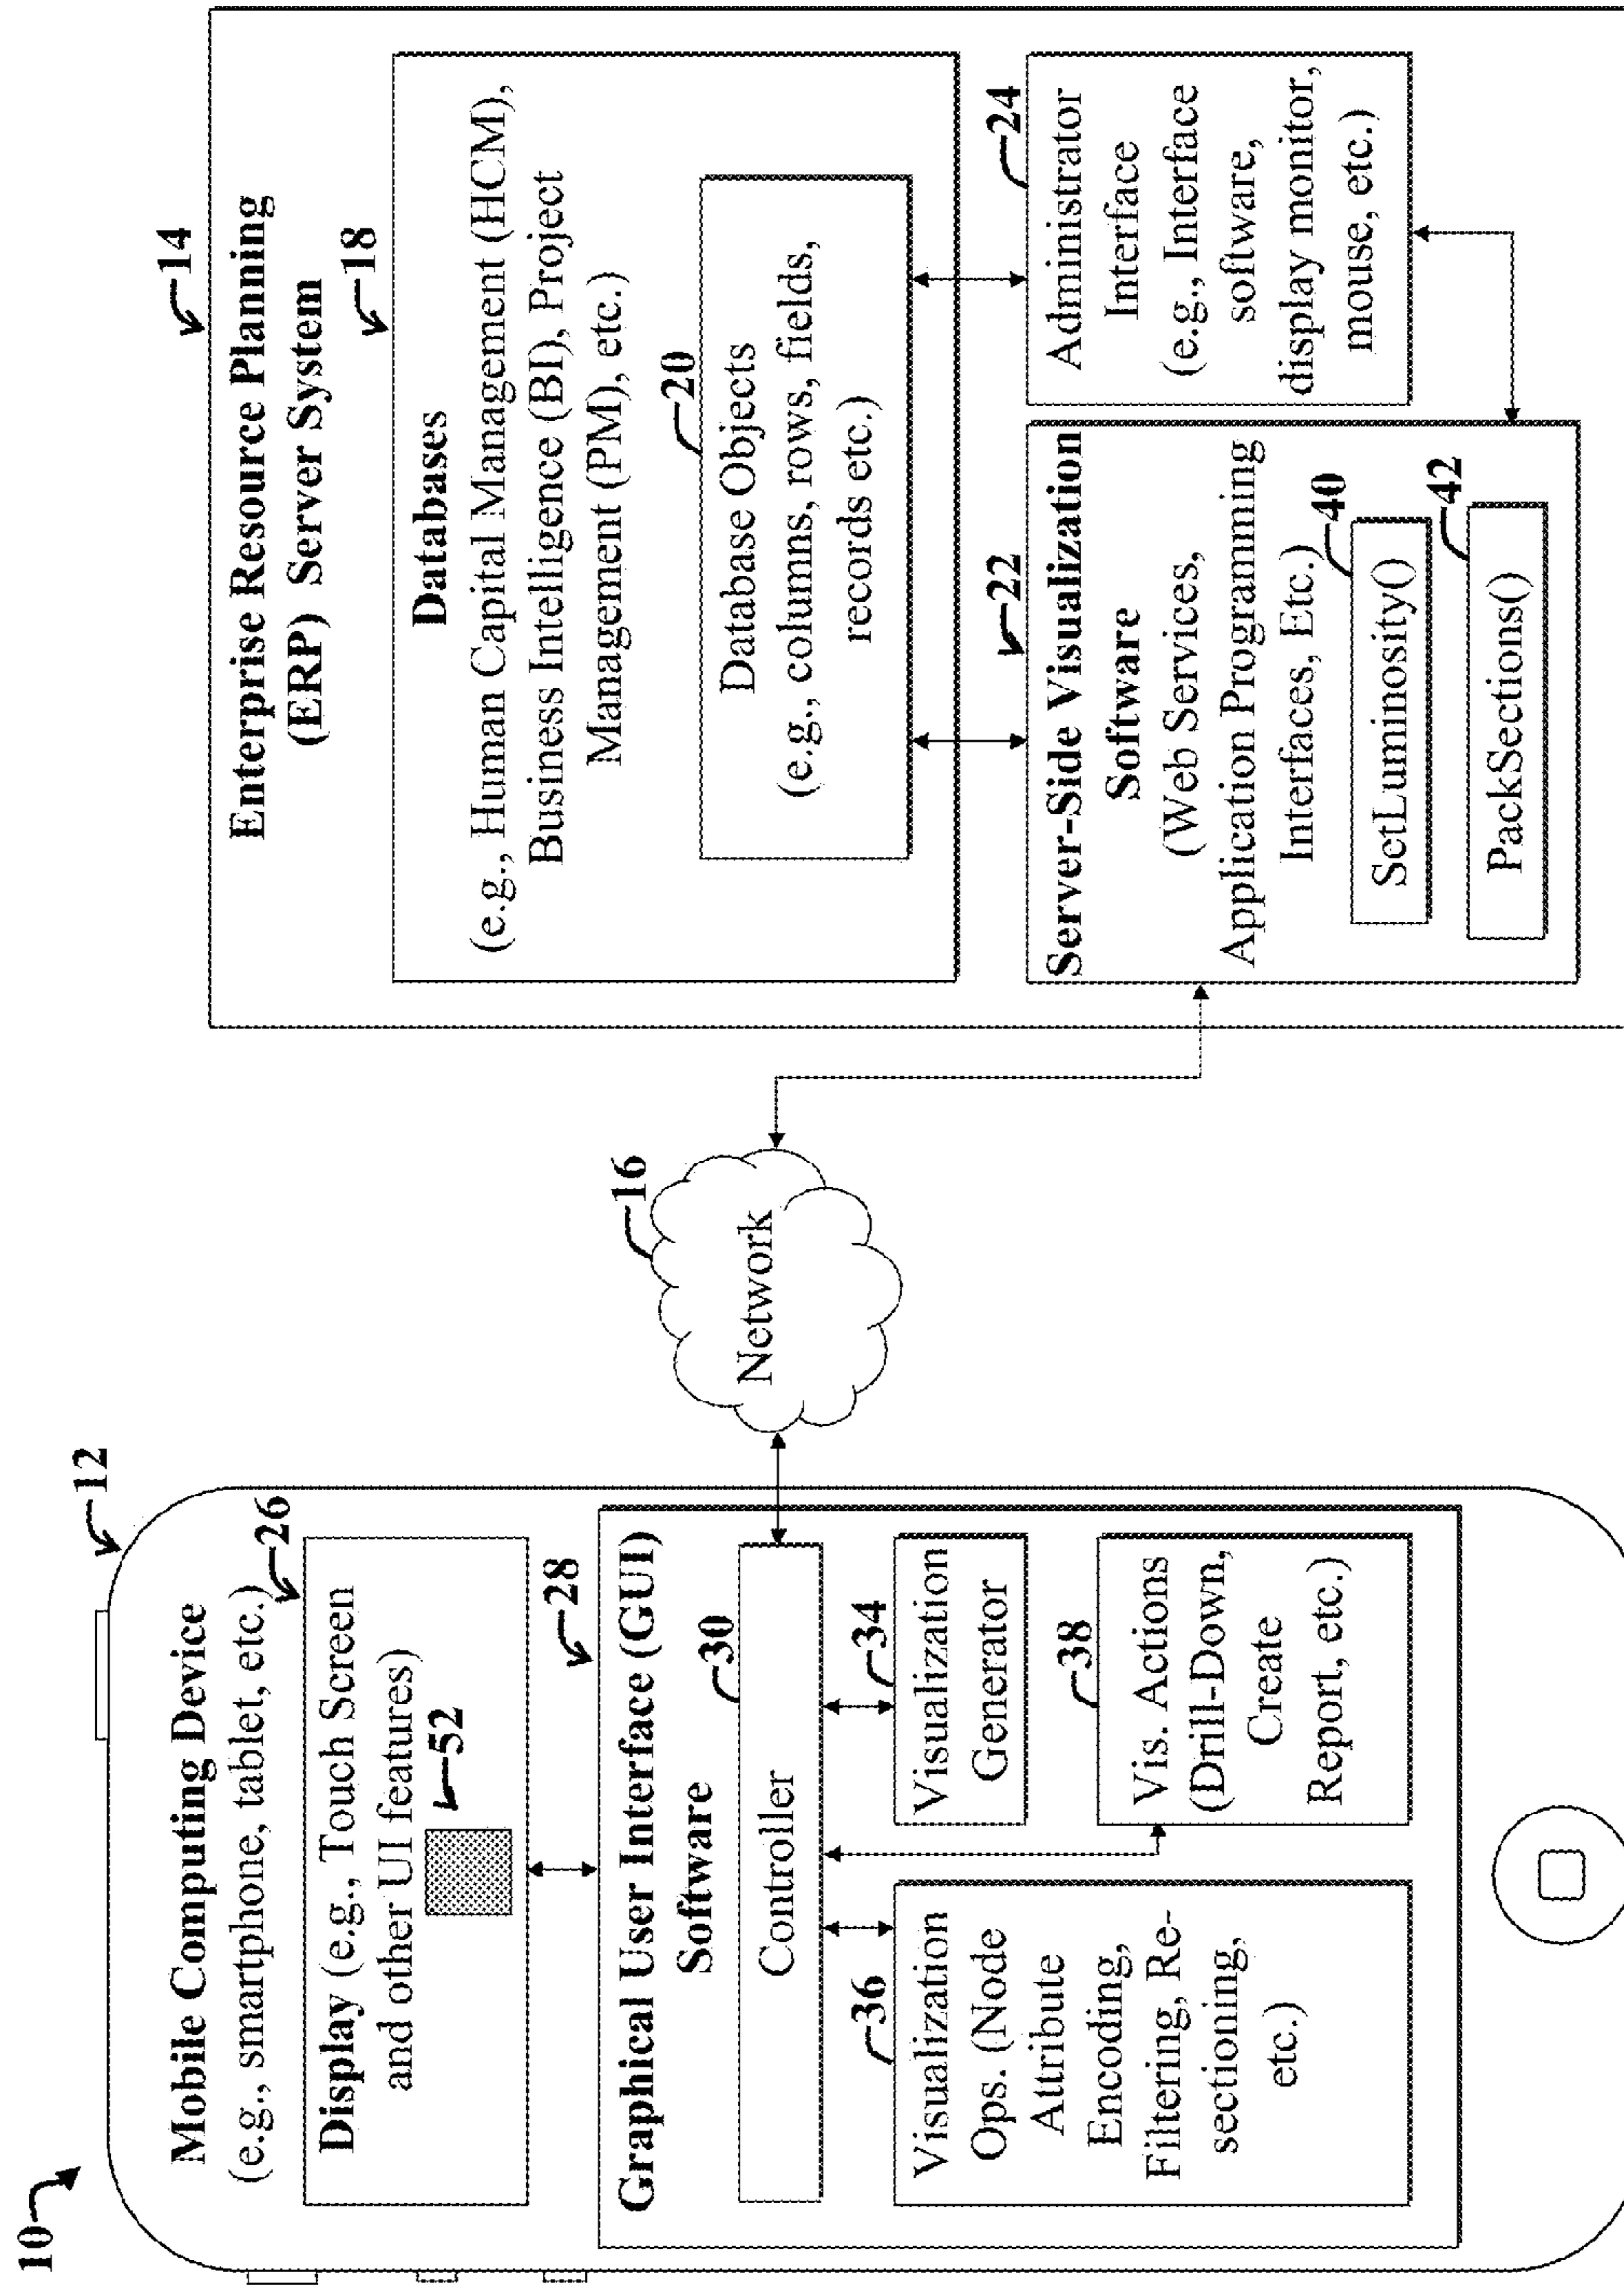 10
12
Mobile Computing Device
(e.g., smartphone, tablet, etc.)
26
Display (e.g., Touch Screen
and other UI features)
52
28
Graphical User Interface (GUI)
Software
30
Controller
36
Visualization
Ops. (Node
Attribute
Encoding,
Filtering, Re-
sectioning,
etc.)
34
Visualization
Generator
38
Vis. Actions
(Drill-Down,
Create
Report, etc.)
16
Network
14
Enterprise Resource Planning
(ERP) Server System
18
Databases
(e.g., Human Capital Management (HCM),
Business Intelligence (BI), Project
Management (PM), etc.)
20
Database Objects
(e.g., columns, rows, fields,
records etc.)
22
Server-Side Visualization
Software
(Web Services,
Application Programming
Interfaces, Etc.)
40
SetLuminosity()
42
PackSections()
24
Administrator
Interface
(e.g., Interface
software,
display monitor,
mouse, etc.)